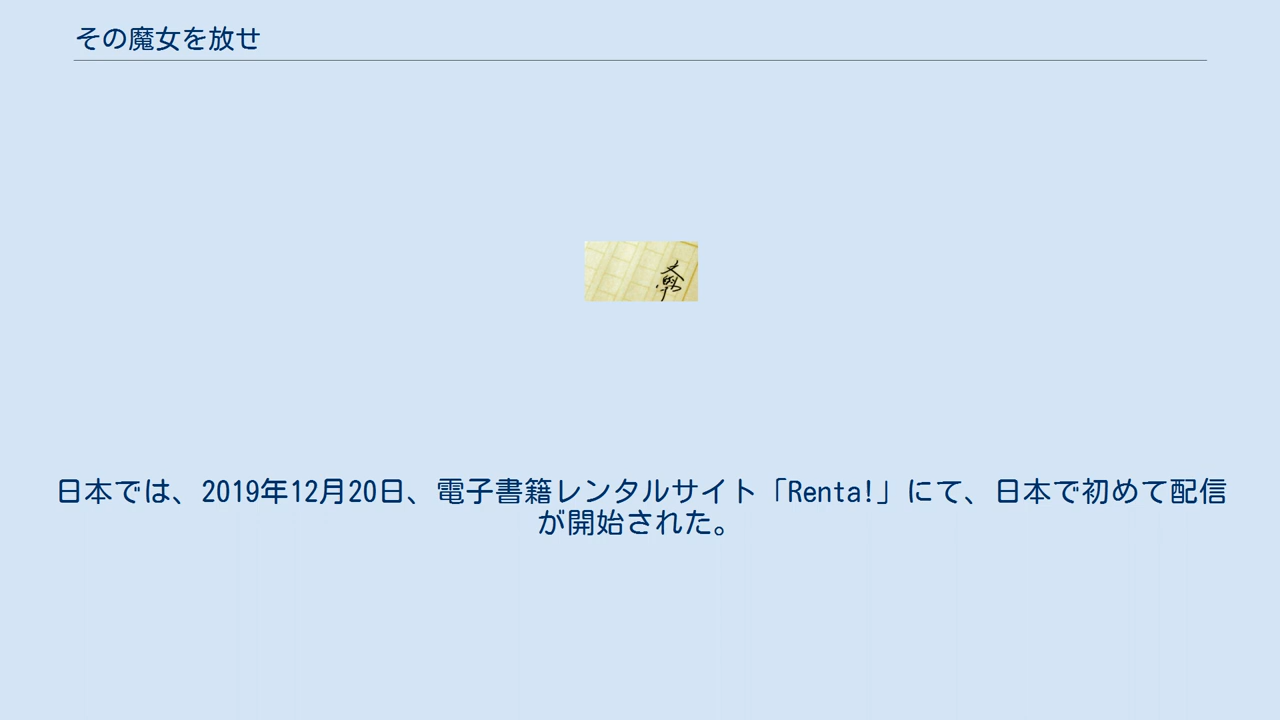 その魔女を放せ
日本では、2019年12月20日、電子書籍レンタルサイト「Renta!」にて、日本で初めて配信
が開始された。